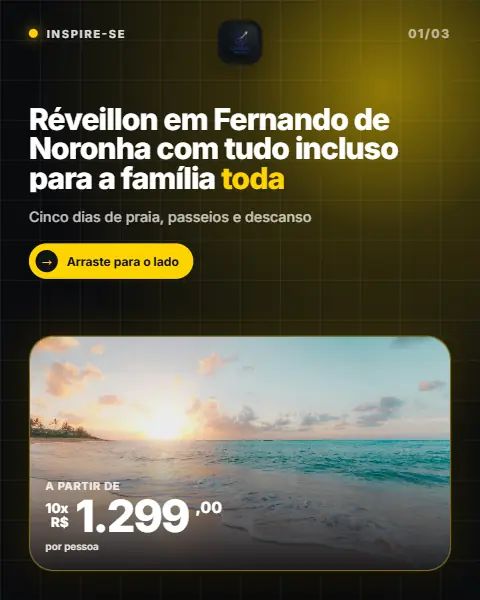 INSPIRE-SE
01/03
Réveillon em Fernando de
Noronha com tudo incluso
para a família toda
Cinco dias de praia, passeios e descanso
→ Arraste para o lado
A PARTIR DE
10x
R$ 1.299,00
por pessoa